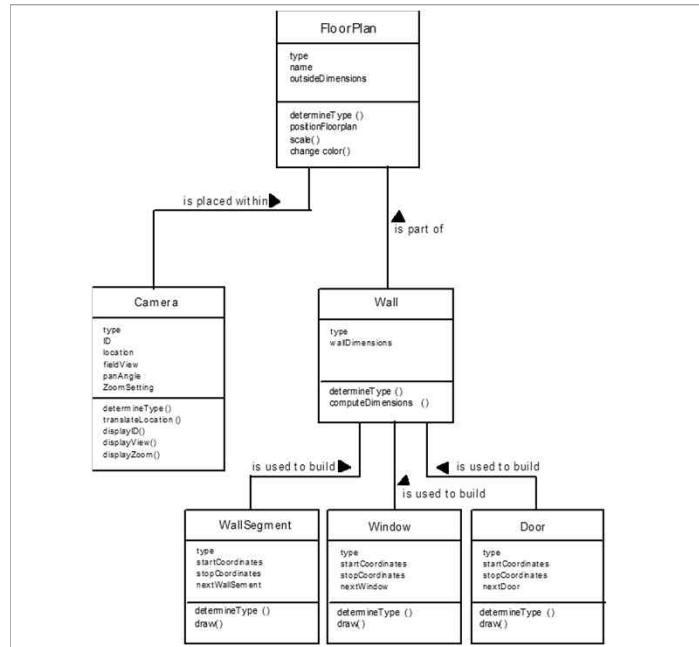 FloorPlan
type
name
outsideDimensions
determineType ()
positionFloorplan
scale()
change color()
is placed within
is part of
Camera
type
ID
location
fieldView
panAngle
ZoomSetting
determineType()
translateLocation ()
displayID()
displayView()
displayZoom()
Wall
type
wallDimensions
determineType ()
computeDimensions ()
is used to build
is used to build
is used to build
WallSegment
type
startCoordinates
stopCoordinates
nextWallSement
determineType ()
draw()
Window
type
startCoordinates
stopCoordinates
nextWindow
determineType ()
draw()
Door
type
startCoordinates
stopCoordinates
nextDoor
determineType ()
draw()